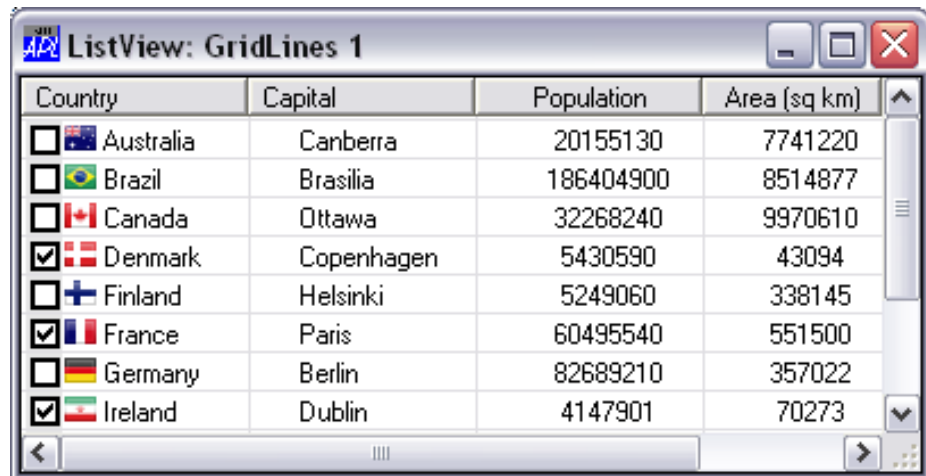 APL ListView: GridLines 1
Country Capital Population Area (sq km)
Australia Canberra 20155130 7741220
Brazil Brasilia 186404900 8514877
Canada Ottawa 32268240 9970610
Denmark Copenhagen 5430590 43094
Finland Helsinki 5249060 338145
France Paris 60495540 551500
Germany Berlin 82689210 357022
Ireland Dublin 4147901 70273